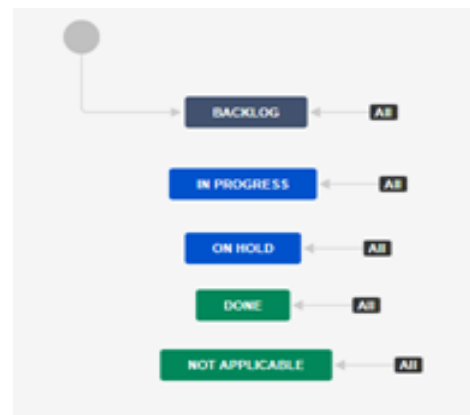 BACKLOG All
IN PROGRESS All
ON HOLD All
DONE All
NOT APPLICABLE All